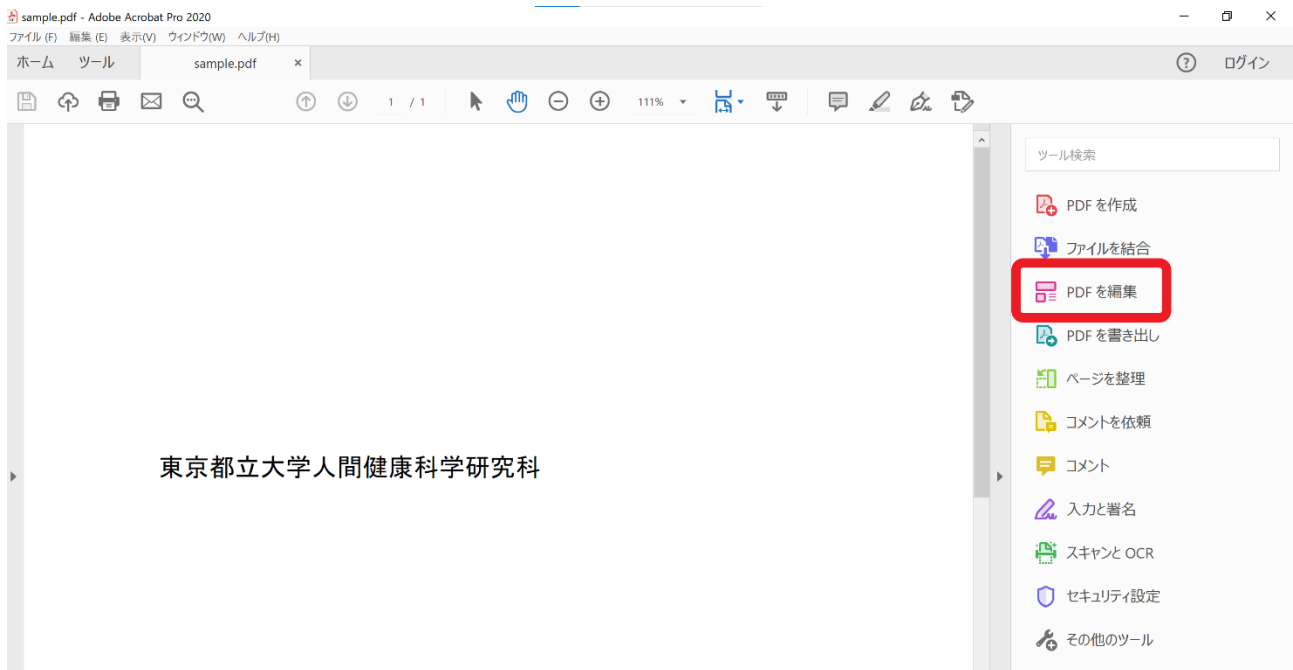 sample.pdf - Adobe Acrobat Pro 2020
ファイル (F) 編集 (E) 表示(V) ウィンドウ(W) ヘルプ(H)
ホーム ツール sample.pdf × ? ログイン
1 / 1 111%
ツール検索
PDF を作成
ファイルを結合
PDF を編集
PDF を書き出し
ページを整理
コメントを依頼
東京都立大学人間健康科学研究科
コメント
入力と署名
スキャンと OCR
セキュリティ設定
その他のツール